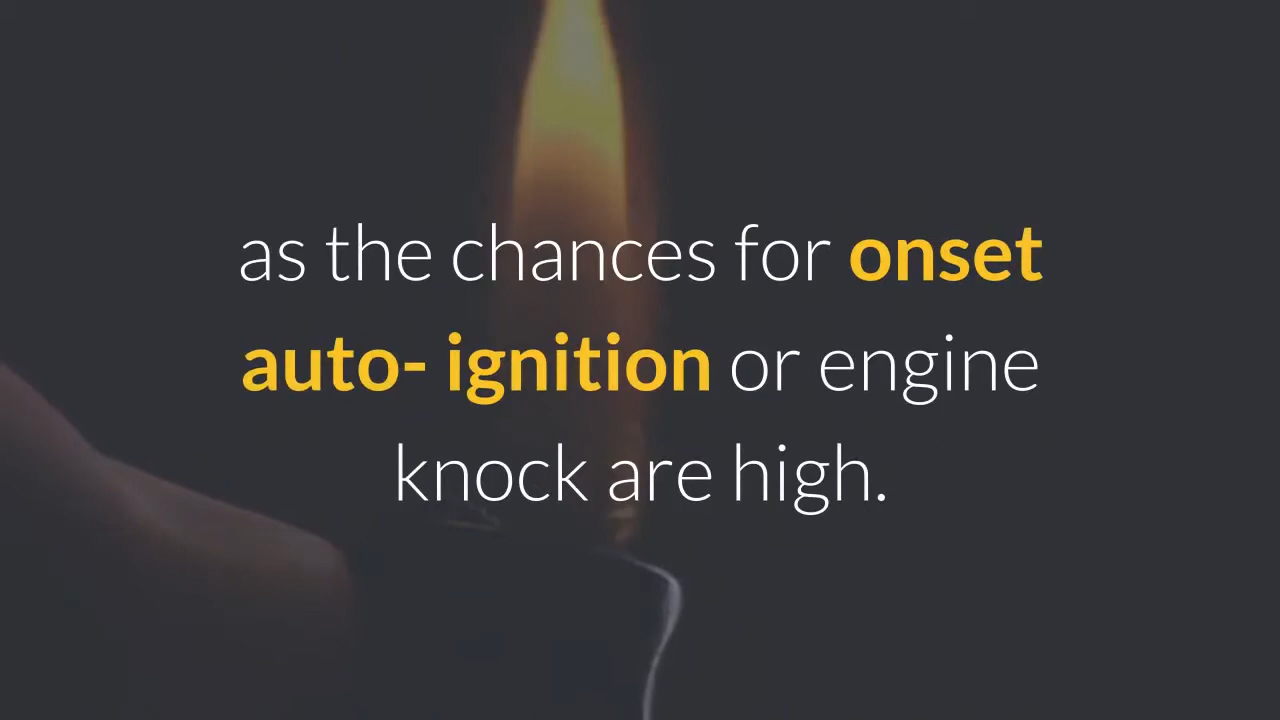 as the chances for onset
auto- ignition or engine
knock are high.